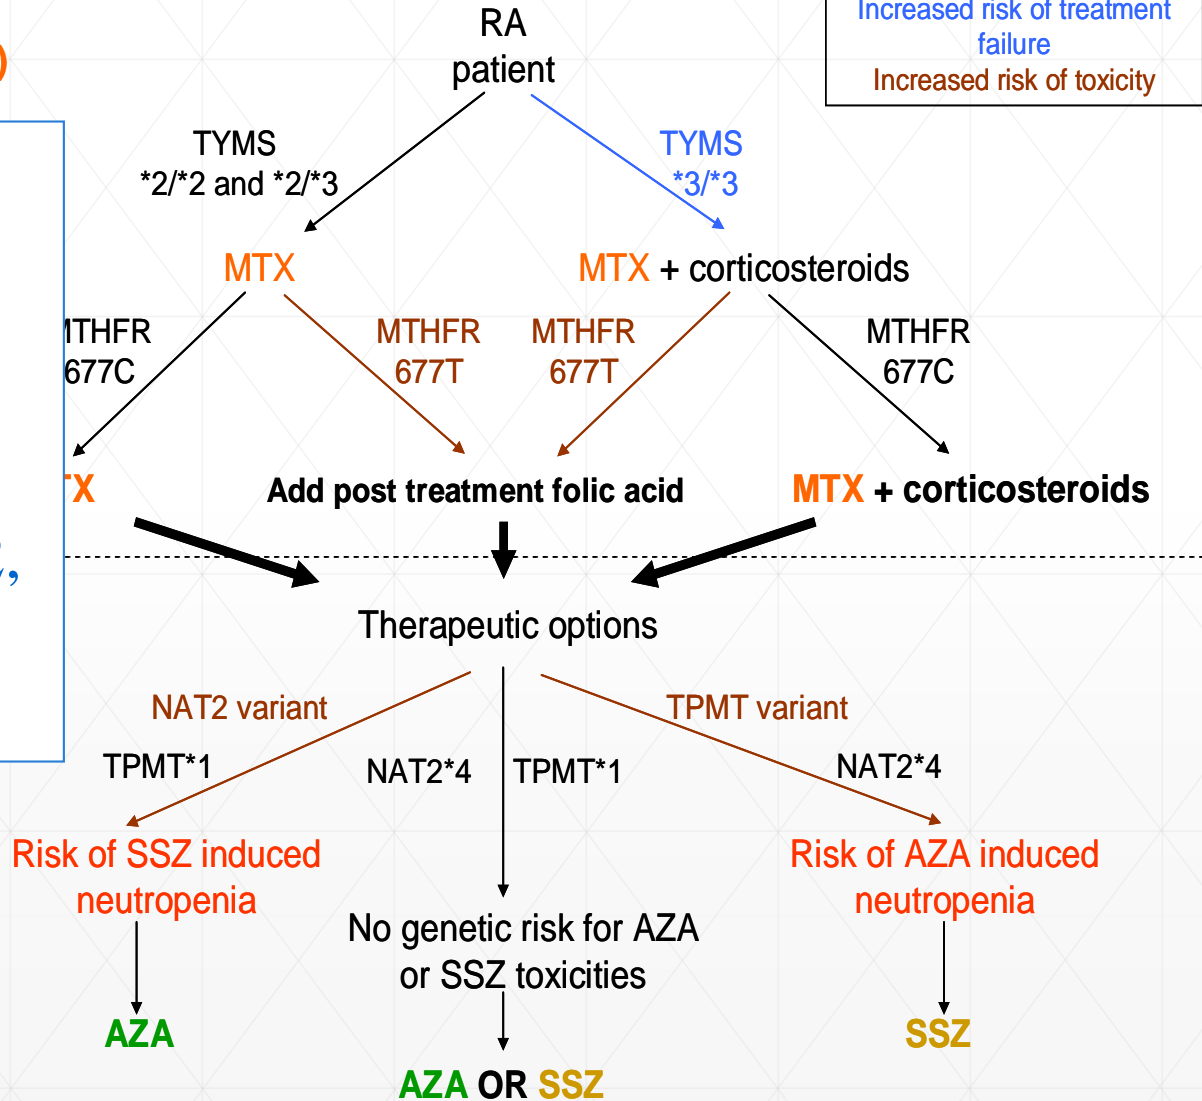 Increased risk of treatment
failure
Increased risk of toxicity
)
RA
patient
TYMS
*2/*2 and *2/*3
TYMS
*3/*3
MTX
MTX + corticosteroids
MTHFR
677C
MTHFR
677T
MTHFR
677T
MTHFR
677C
TX
Add post treatment folic acid
MTX + corticosteroids
,
Therapeutic options
NAT2 variant
TPMT*1
NAT2*4
TPMT*1
TPMT variant
NAT2*4
Risk of SSZ induced
neutropenia
Risk of AZA induced
neutropenia
No genetic risk for AZA
or SSZ toxicities
AZA
SSZ
AZA OR SSZ